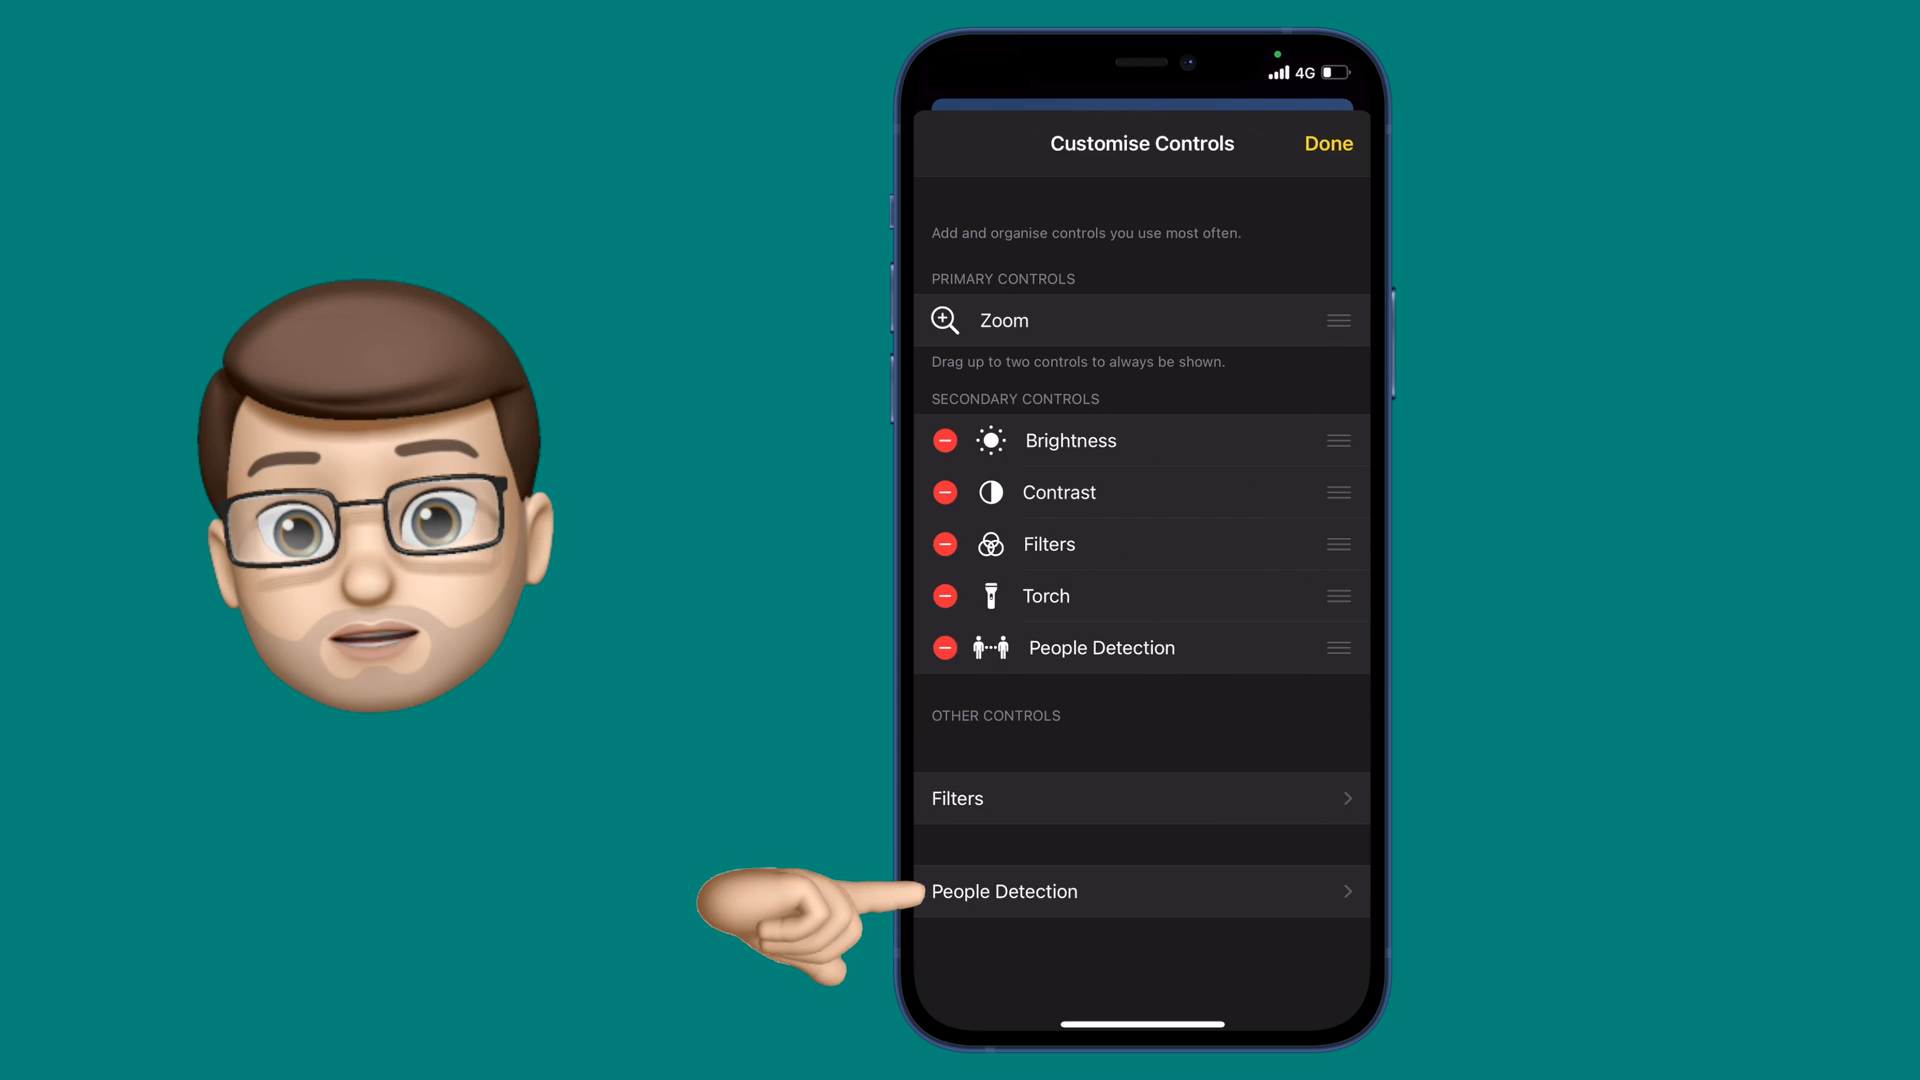 4G
Customise Controls
Done
Add and organise controls you use most often.
PRIMARY CONTROLS
Zoom
Drag up to two controls to always be shown.
SECONDARY CONTROLS
Brightness
Contrast
Filters
Torch
People Detection
OTHER CONTROLS
Filters
People Detection